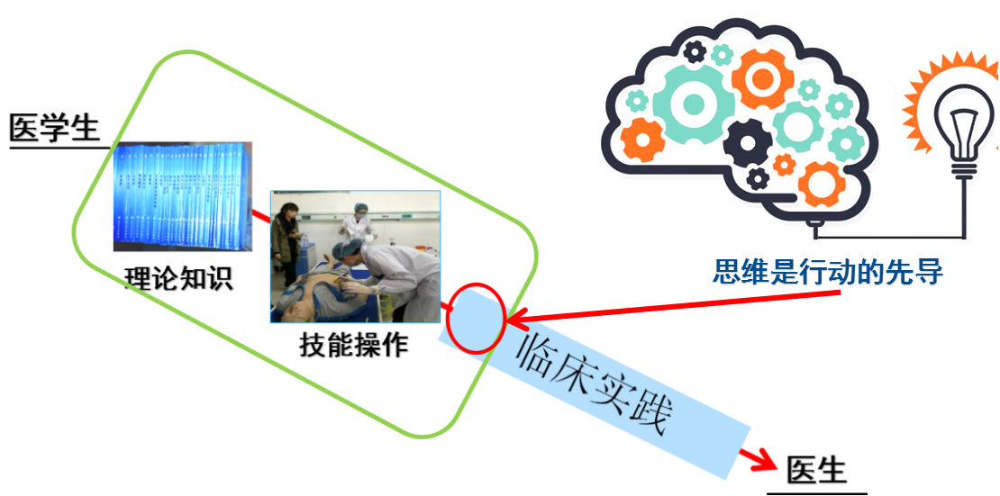 医学生
理论知识
技能操作
思维是行动的先导
临床实践
医生